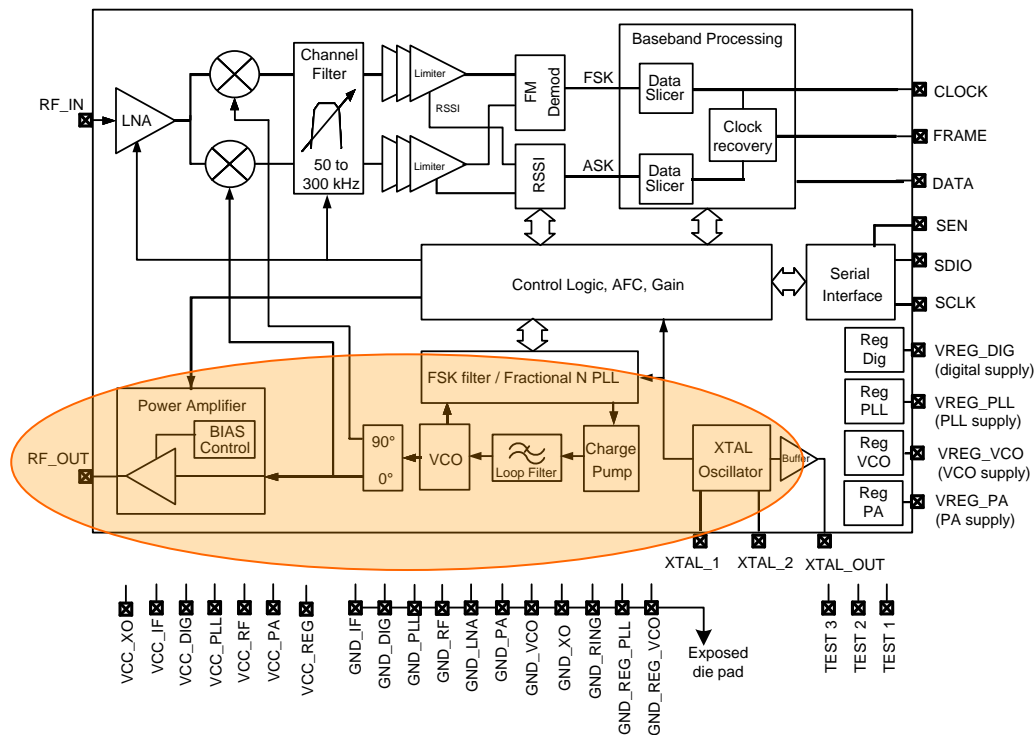 RF_IN
LNA
Channel
Filter
50 to
300 kHz
Limiter
RSSI
Limiter
FM
Demod
RSSI
FSK
ASK
Baseband Processing
Data
Slicer
Clock
recovery
Data
Slicer
CLOCK
FRAME
DATA
SEN
SDIO
SCLK
Control Logic, AFC, Gain
Serial
Interface
Reg
Dig
VREG_DIG
(digital supply)
Reg
PLL
VREG_PLL
(PLL supply)
Reg
VCO
VREG_VCO
(VCO supply)
Reg
PA
VREG_PA
(PA supply)
FSK filter / Fractional N PLL
Power Amplifier
BIAS
Control
RF_OUT
90°
0°
VCO
Loop Filter
Charge
Pump
XTAL
Oscillator
Buffer
XTAL_1
XTAL_2
XTAL_OUT
VCC_XO
VCC_IF
VCC_DIG
VCC_PLL
VCC_RF
VCC_PA
VCC_REG
GND_IF
GND_DIG
GND_PLL
GND_RF
GND_LNA
GND_PA
GND_VCO
GND_XO
GND_RING
GND_REG_PLL
GND_REG_VCO
Exposed
die pad
TEST 3
TEST 2
TEST 1